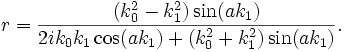 r = \frac{(k_0^2 - k_1^2) \sin(ak_1)}{2ik_0k_1 \cos(ak_1) + (k_0^2 + k_1^2) \sin(ak_1)}.